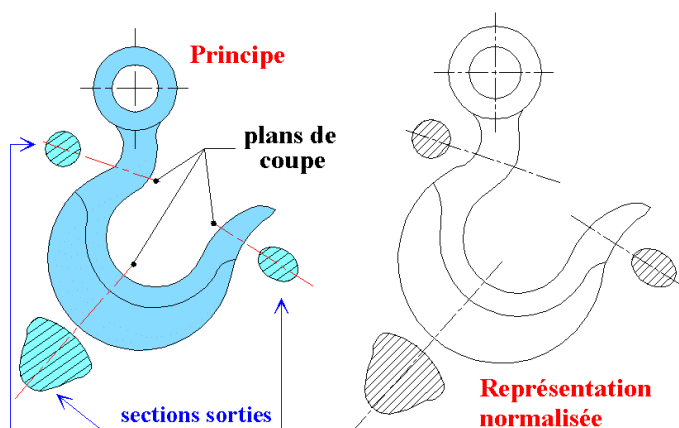 Principe
plans de
coupe
sections sorties
Représentation
normalisée